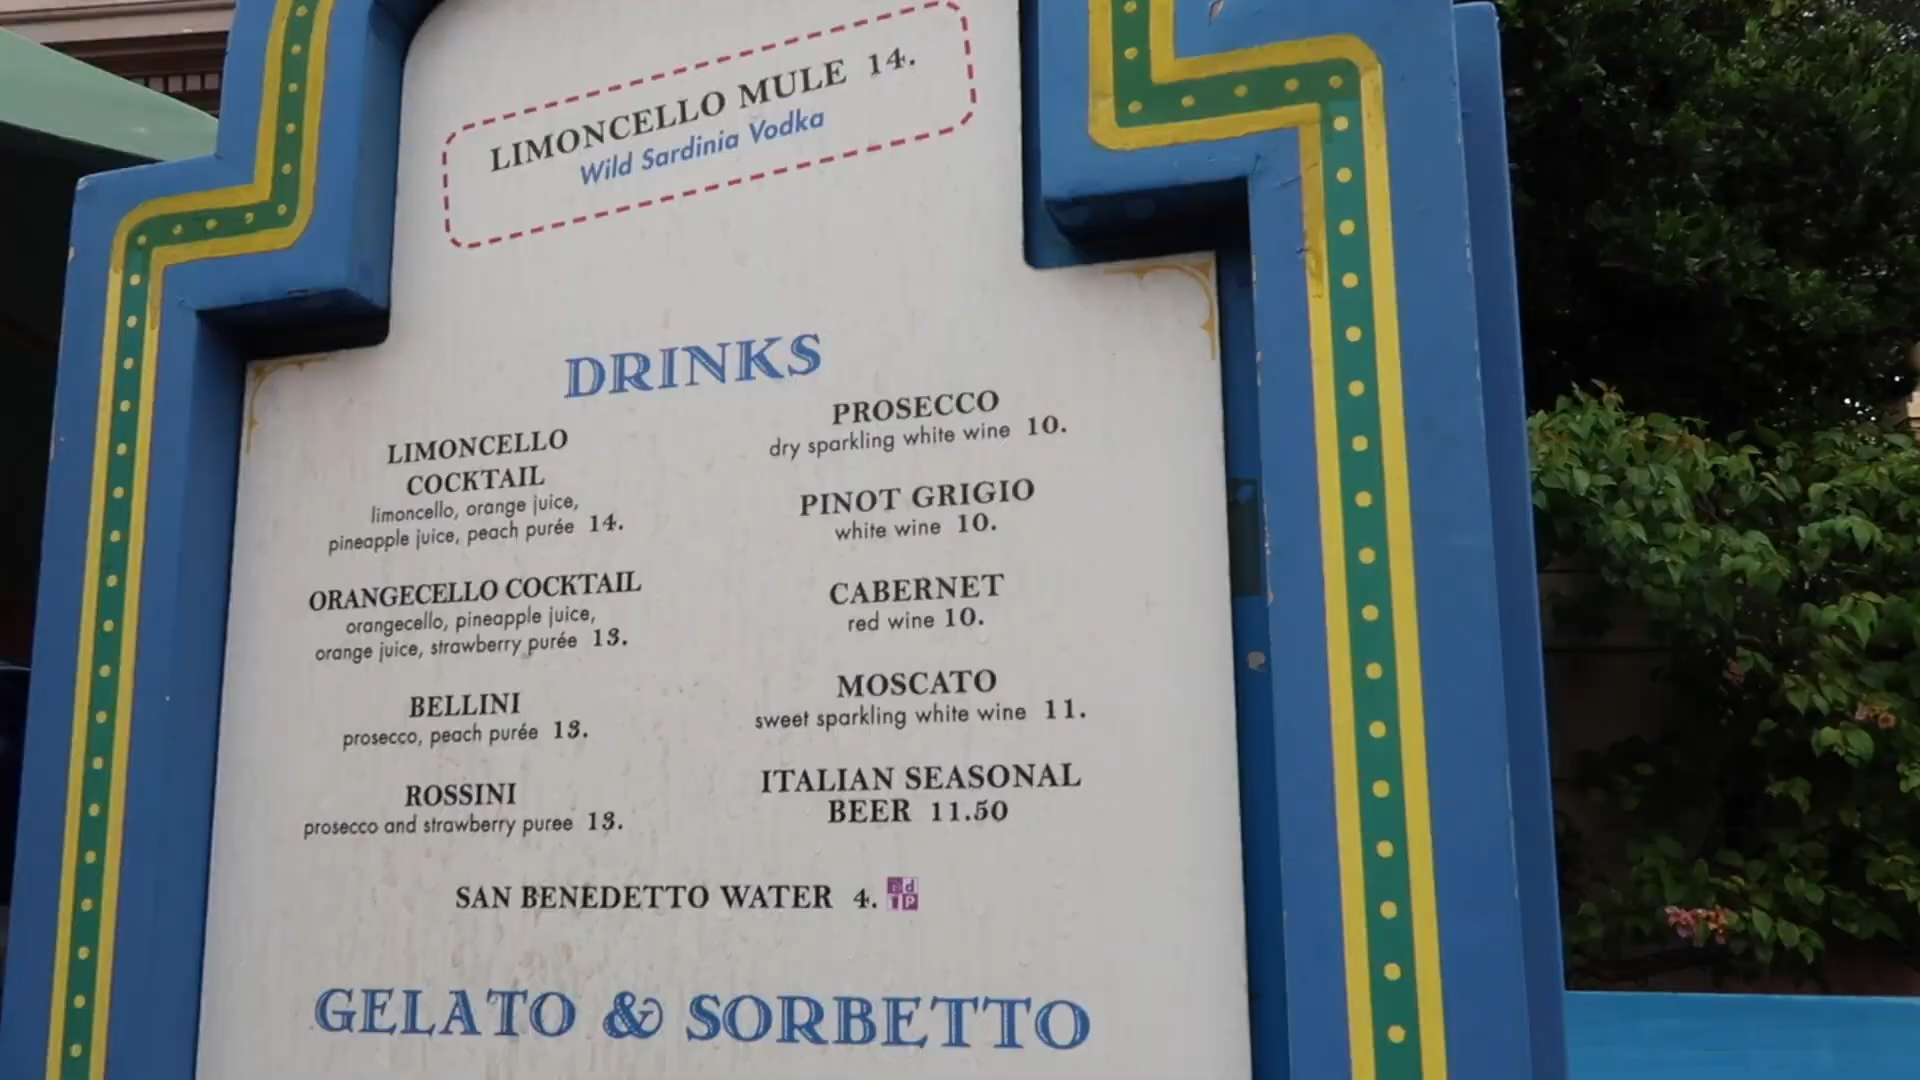 LIMONCELLO MULE 14.
Wild Sardinia Vodka
DRINKS
LIMONCELLO
COCKTAIL
limoncello, orange juice,
pineapple juice, peach purée 14.
ORANGECELLO COCKTAIL
orangecello, pineapple juice,
orange juice, strawberry purée 13.
BELLINI
prosecco, peach purée 13.
ROSSINI
prosecco and strawberry puree 13.
PROSECCO
dry sparkling white wine 10.
PINOT GRIGIO
white wine 10.
CABERNET
red wine 10.
MOSCATO
sweet sparkling white wine 11.
ITALIAN SEASONAL
BEER 11.50
SAN BENEDETTO WATER 4.
GELATO & SORBETTO